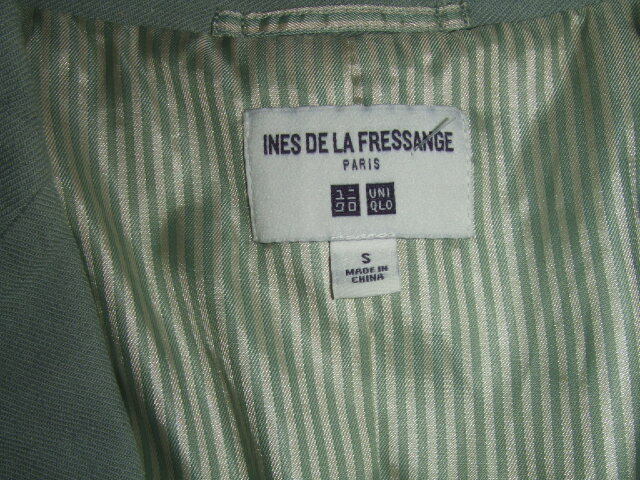 INES DE LA FRESSANGE
PARIS
ユニ UNI
クロ QLO
S
MADE IN
CHINA